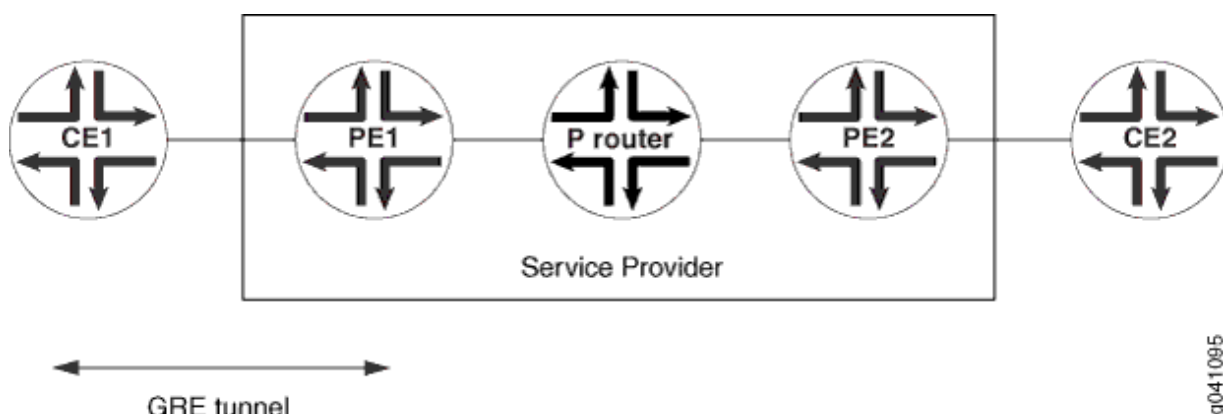 CE1
PE1
P router
PE2
CE2
Service Provider
GRE tunnel
g041095